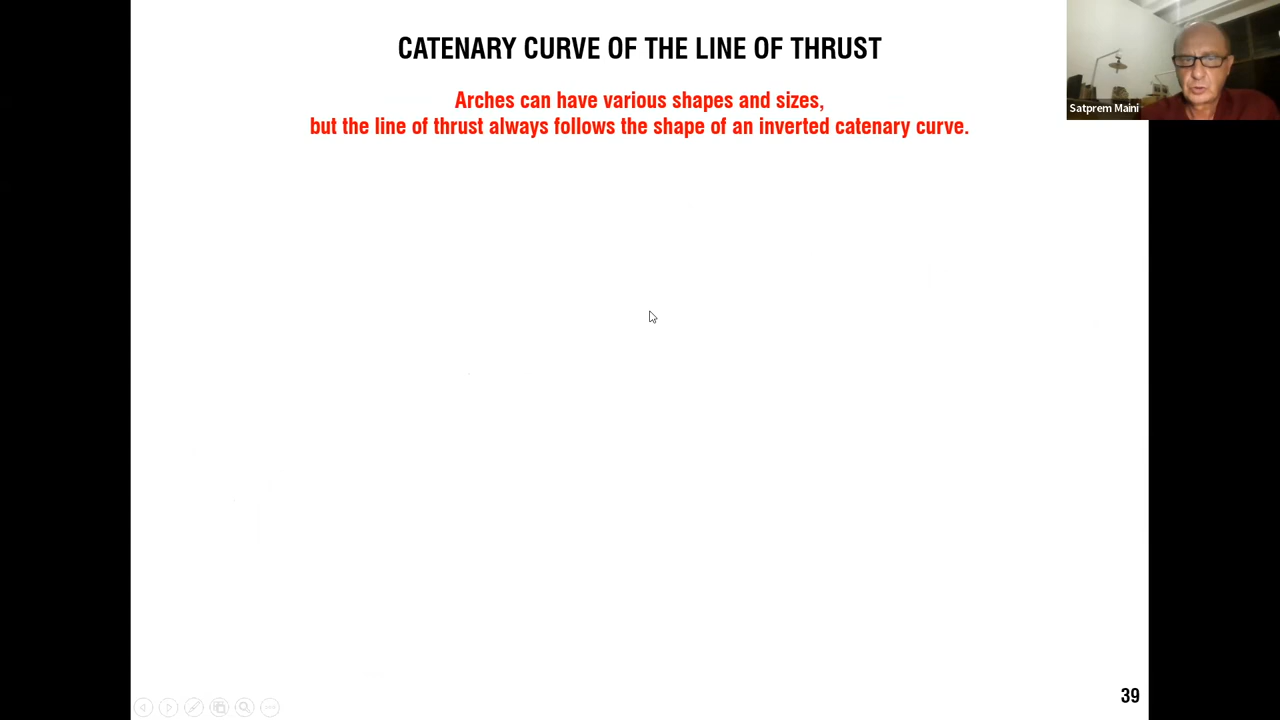 CATENARY CURVE OF THE LINE OF THRUST
Arches can have various shapes and sizes,
but the line of thrust always follows the shape of an inverted catenary curve.
Satprem Maini
39